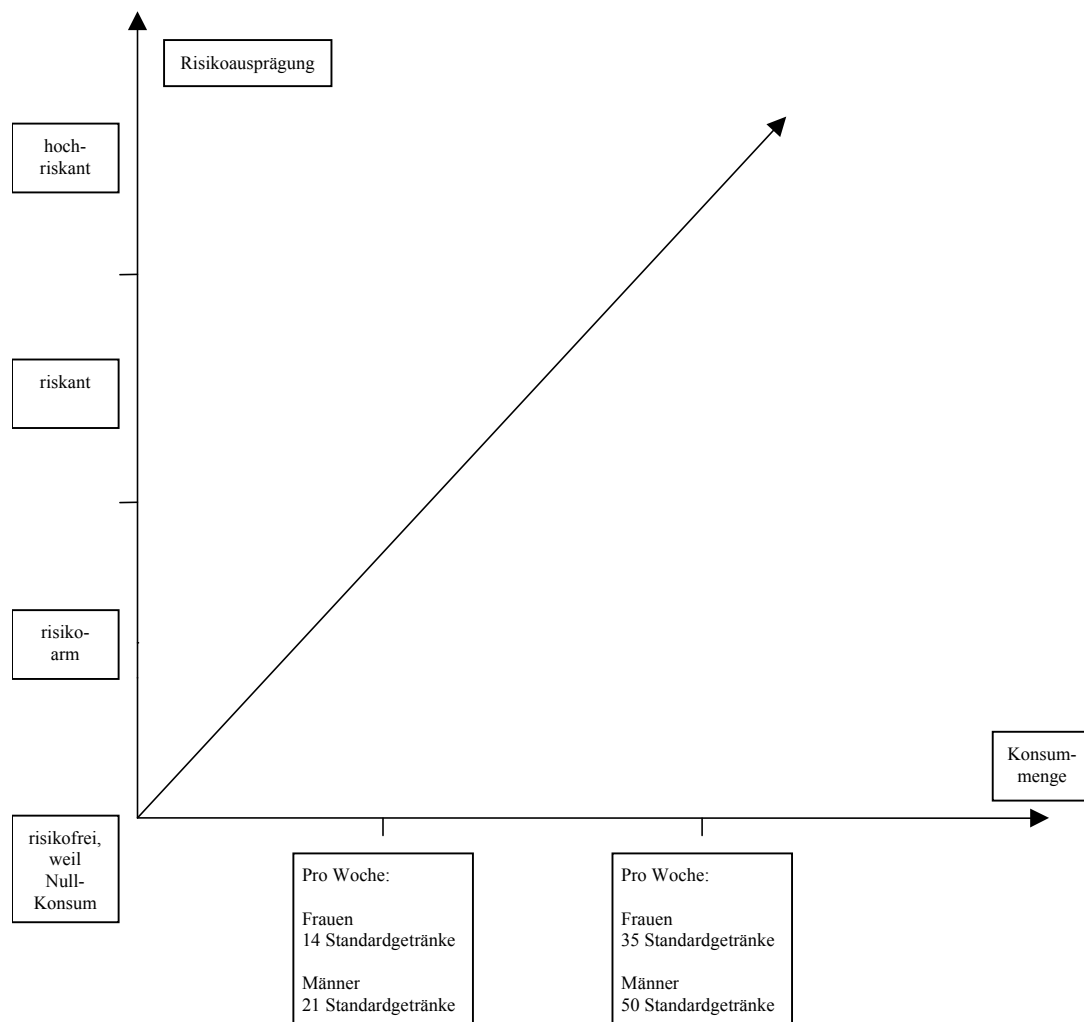 Risikoausprägung
hoch-
riskant
riskant
risiko-
arm
Konsum-
menge
risikofrei,
weil
Null-
Konsum
Pro Woche:
Frauen
14 Standardgetränke
Männer
21 Standardgetränke
Pro Woche:
Frauen
35 Standardgetränke
Männer
50 Standardgetränke